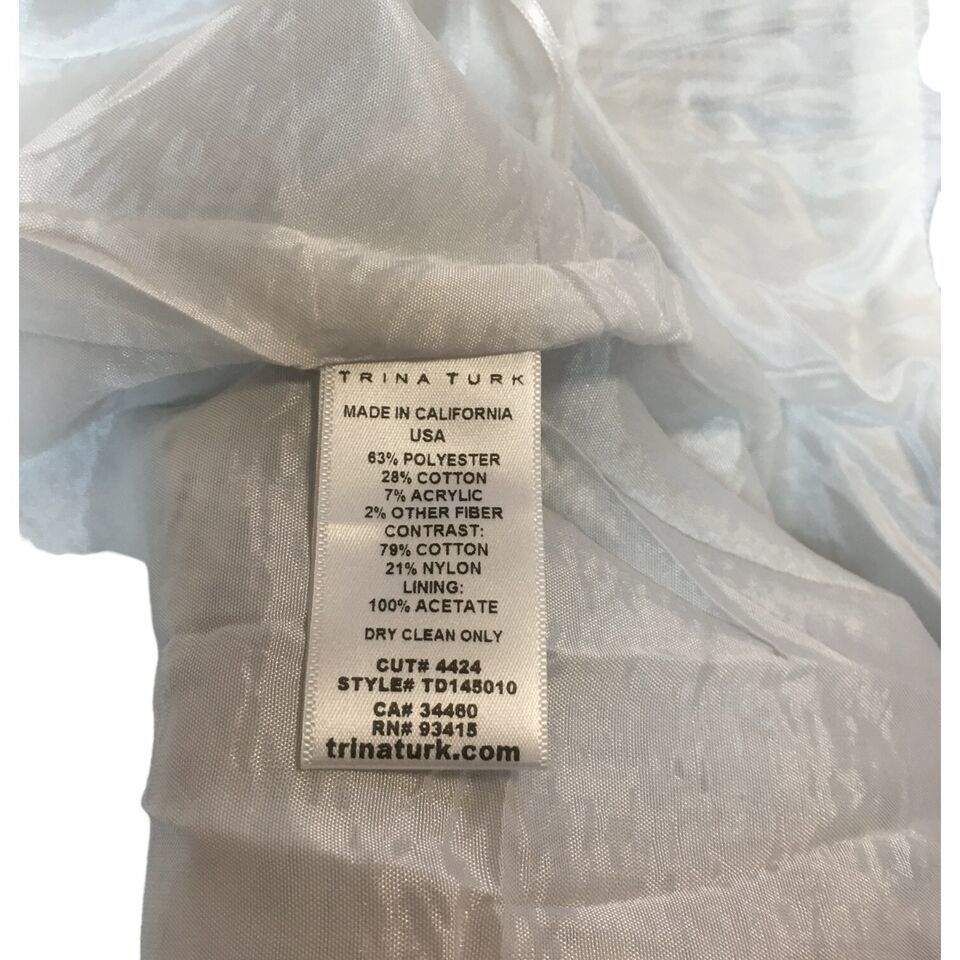 TRINA TURK
MADE IN CALIFORNIA
USA
63% POLYESTER
28% COTTON
7% ACRYLIC
2% OTHER FIBER
CONTRAST:
79% COTTON
21% NYLON
LINING:
100% ACETATE
DRY CLEAN ONLY
CUT# 4424
STYLE# TD145010
CA# 34460
RN# 93415
trinaturk.com